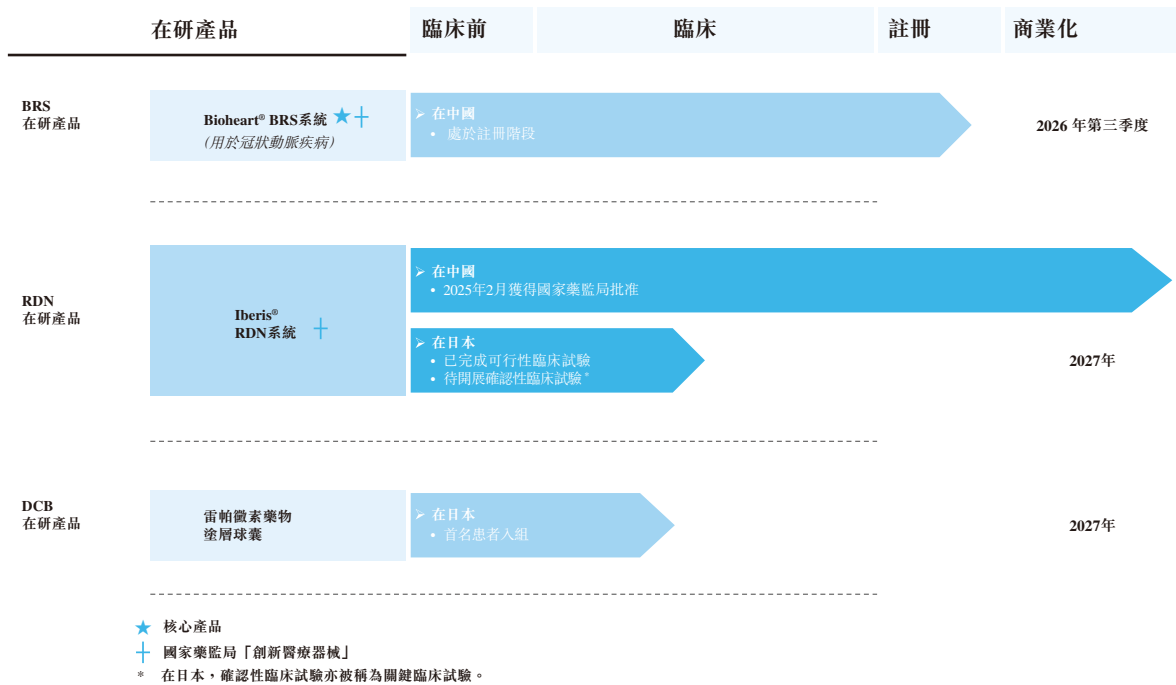 在研產品
臨床前
臨床
註冊
商業化
BRS
在研產品
Bioheart® BRS系統 ★┼
(用於冠狀動脈疾病)
➢ 在中國
• 處於註冊階段
2026 年第三季度
RDN
在研產品
Iberis®
RDN系統 ┼
➢ 在中國
• 2025年2月獲得國家藥監局批准
➢ 在日本
• 已完成可行性臨床試驗
• 待開展確認性臨床試驗*
2027年
DCB
在研產品
雷帕黴素藥物
塗層球囊
➢ 在日本
• 首名患者入組
2027年
★ 核心產品
┼ 國家藥監局「創新醫療器械」
* 在日本，確認性臨床試驗亦被稱為關鍵臨床試驗。